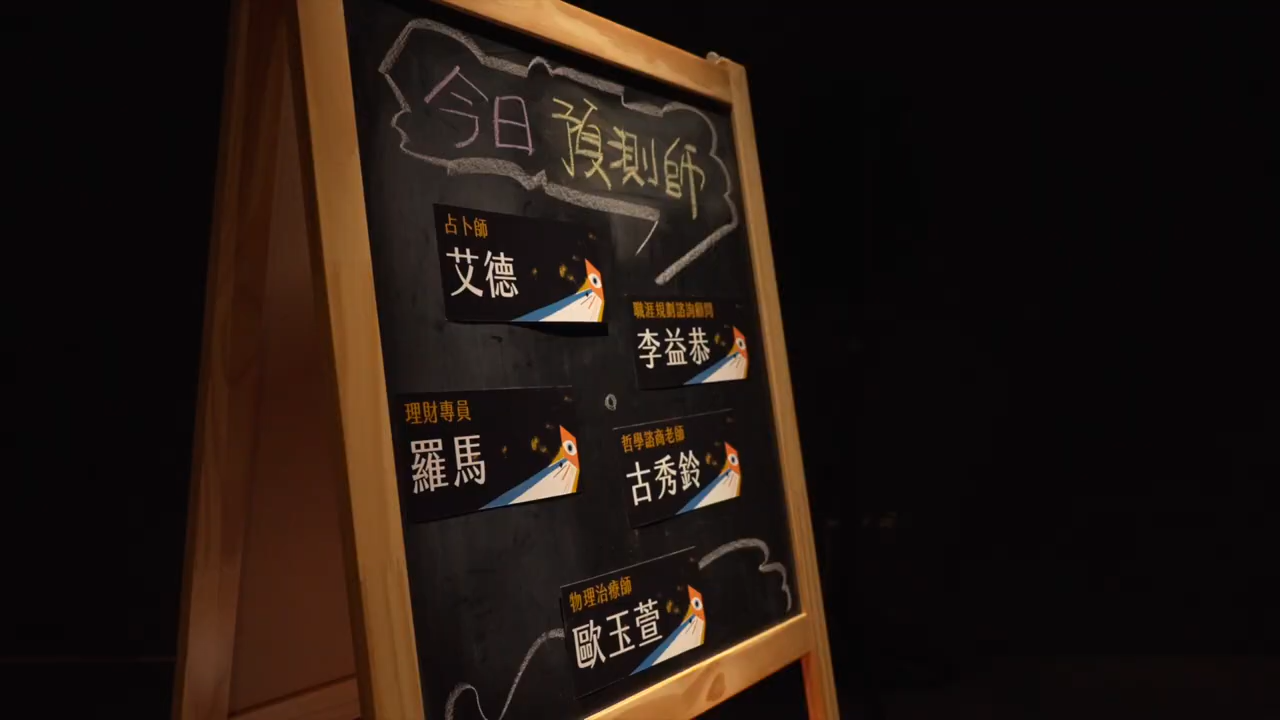 今日預測師
占卜師
艾德
職涯規劃諮詢顧問
李益恭
理財專員
羅馬
哲學諮商老師
古秀鈴
物理治療師
歐玉萱